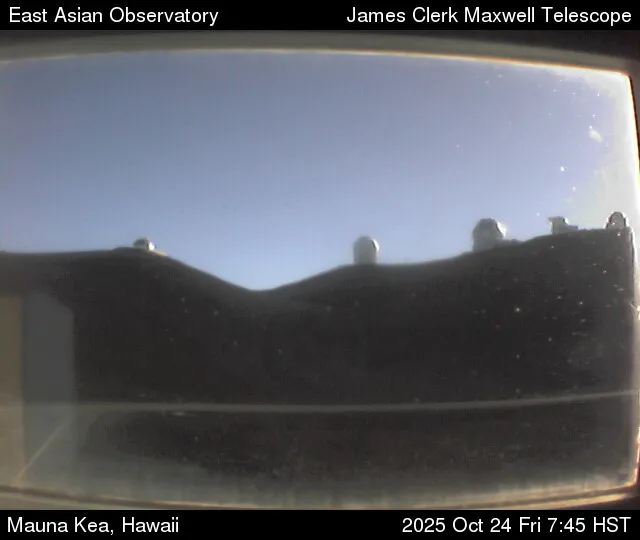 East Asian Observatory
James Clerk Maxwell Telescope
Mauna Kea, Hawaii
2025 Oct 24 Fri 7:45 HST